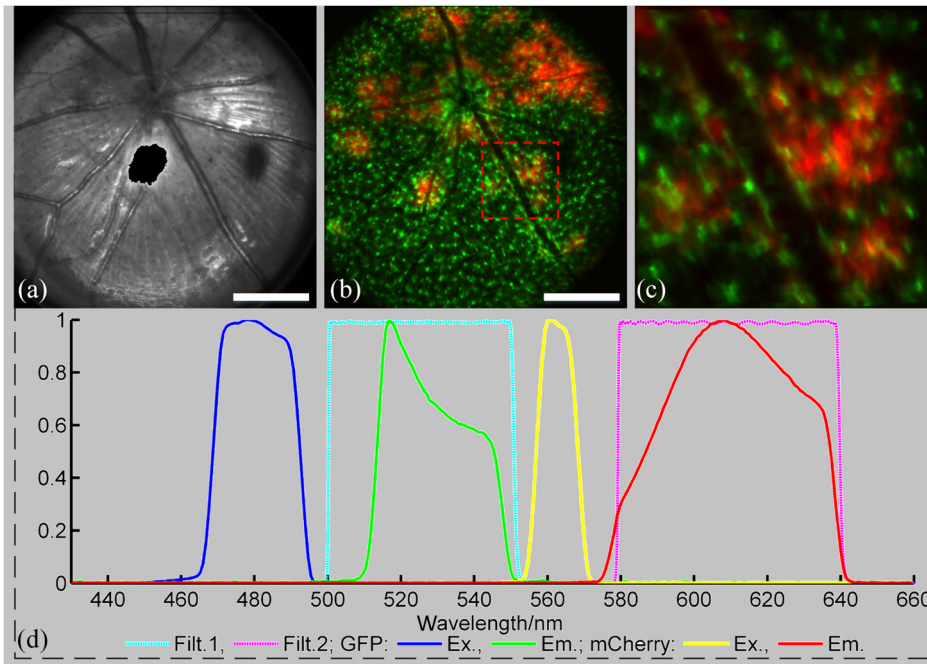 (a)
(b)
(c)
1
0.8
0.6
0.4
0.2
0
440 460 480 500 520 540 560 580 600 620 640 660
Wavelength/nm
(d)
Filt.1, Filt.2; GFP: Ex., Em.; mCherry: Ex., Em.